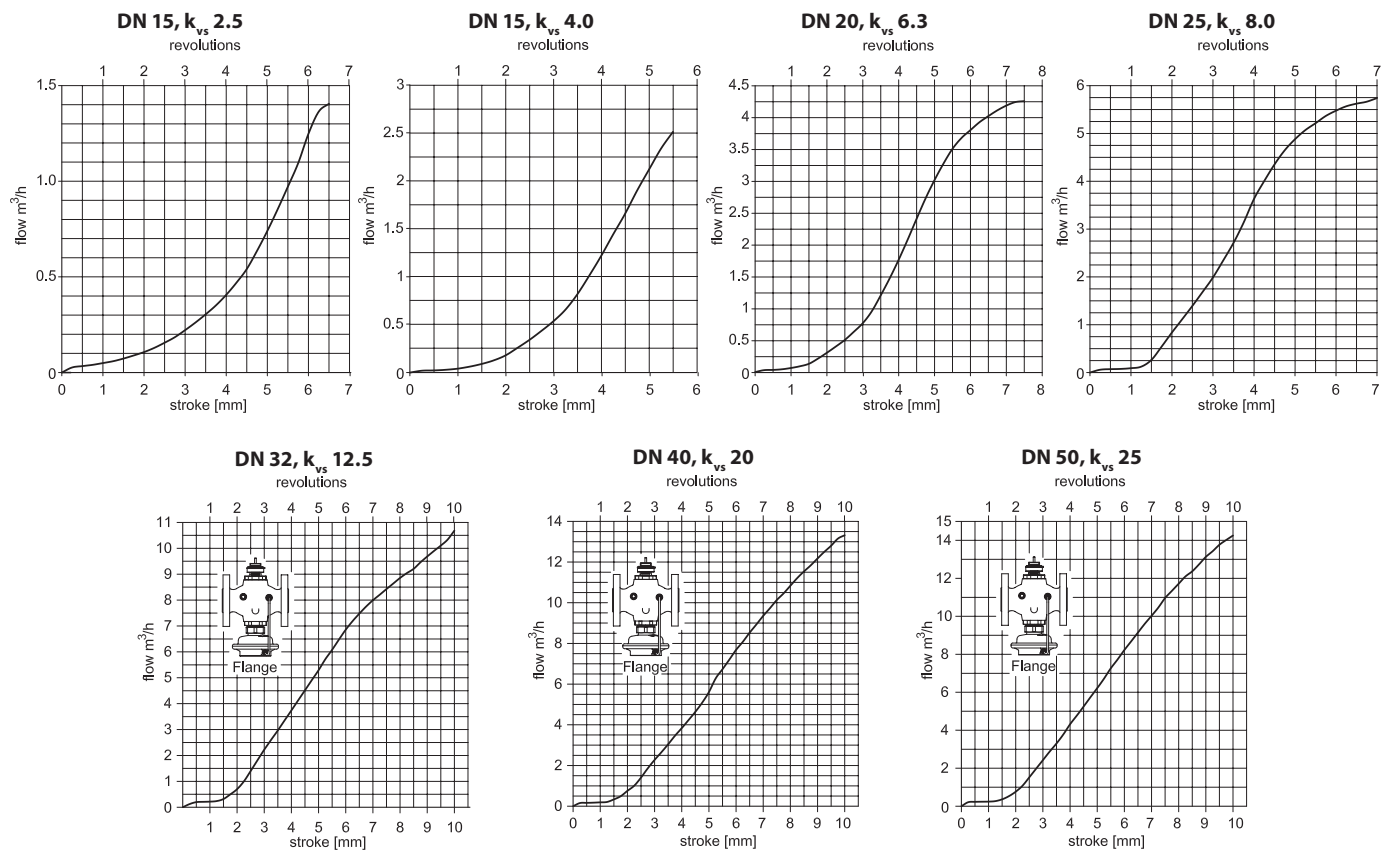 DN 15, kvs 2.5
revolutions
1 2 3 4 5 6 7
1.5
1.0
0.5
0
flow m³/h
0 1 2 3 4 5 6 7
stroke [mm]
DN 15, kvs 4.0
revolutions
1 2 3 4 5 6
3
2.5
2
1.5
1
0.5
0
flow m³/h
0 1 2 3 4 5 6
stroke [mm]
DN 20, kvs 6.3
revolutions
1 2 3 4 5 6 7 8
4.5
4
3.5
3
2.5
2
1.5
1
0.5
0
flow m³/h
0 1 2 3 4 5 6 7 8
stroke [mm]
DN 25, kvs 8.0
revolutions
1 2 3 4 5 6 7
6
5
4
3
2
1
0
flow m³/h
0 1 2 3 4 5 6 7
stroke [mm]
DN 32, kvs 12.5
revolutions
1 2 3 4 5 6 7 8 9 10
11
10
9
8
7
6
5
4
3
2
1
0
flow m³/h
Flange
1 2 3 4 5 6 7 8 9 10
stroke [mm]
DN 40, kvs 20
revolutions
1 2 3 4 5 6 7 8 9 10
14
12
10
8
6
4
2
0
flow m³/h
Flange
0 1 2 3 4 5 6 7 8 9 10
stroke [mm]
DN 50, kvs 25
revolutions
1 2 3 4 5 6 7 8 9 10
15
14
12
10
8
6
4
2
0
flow m³/h
Flange
0 1 2 3 4 5 6 7 8 9 10
stroke [mm]